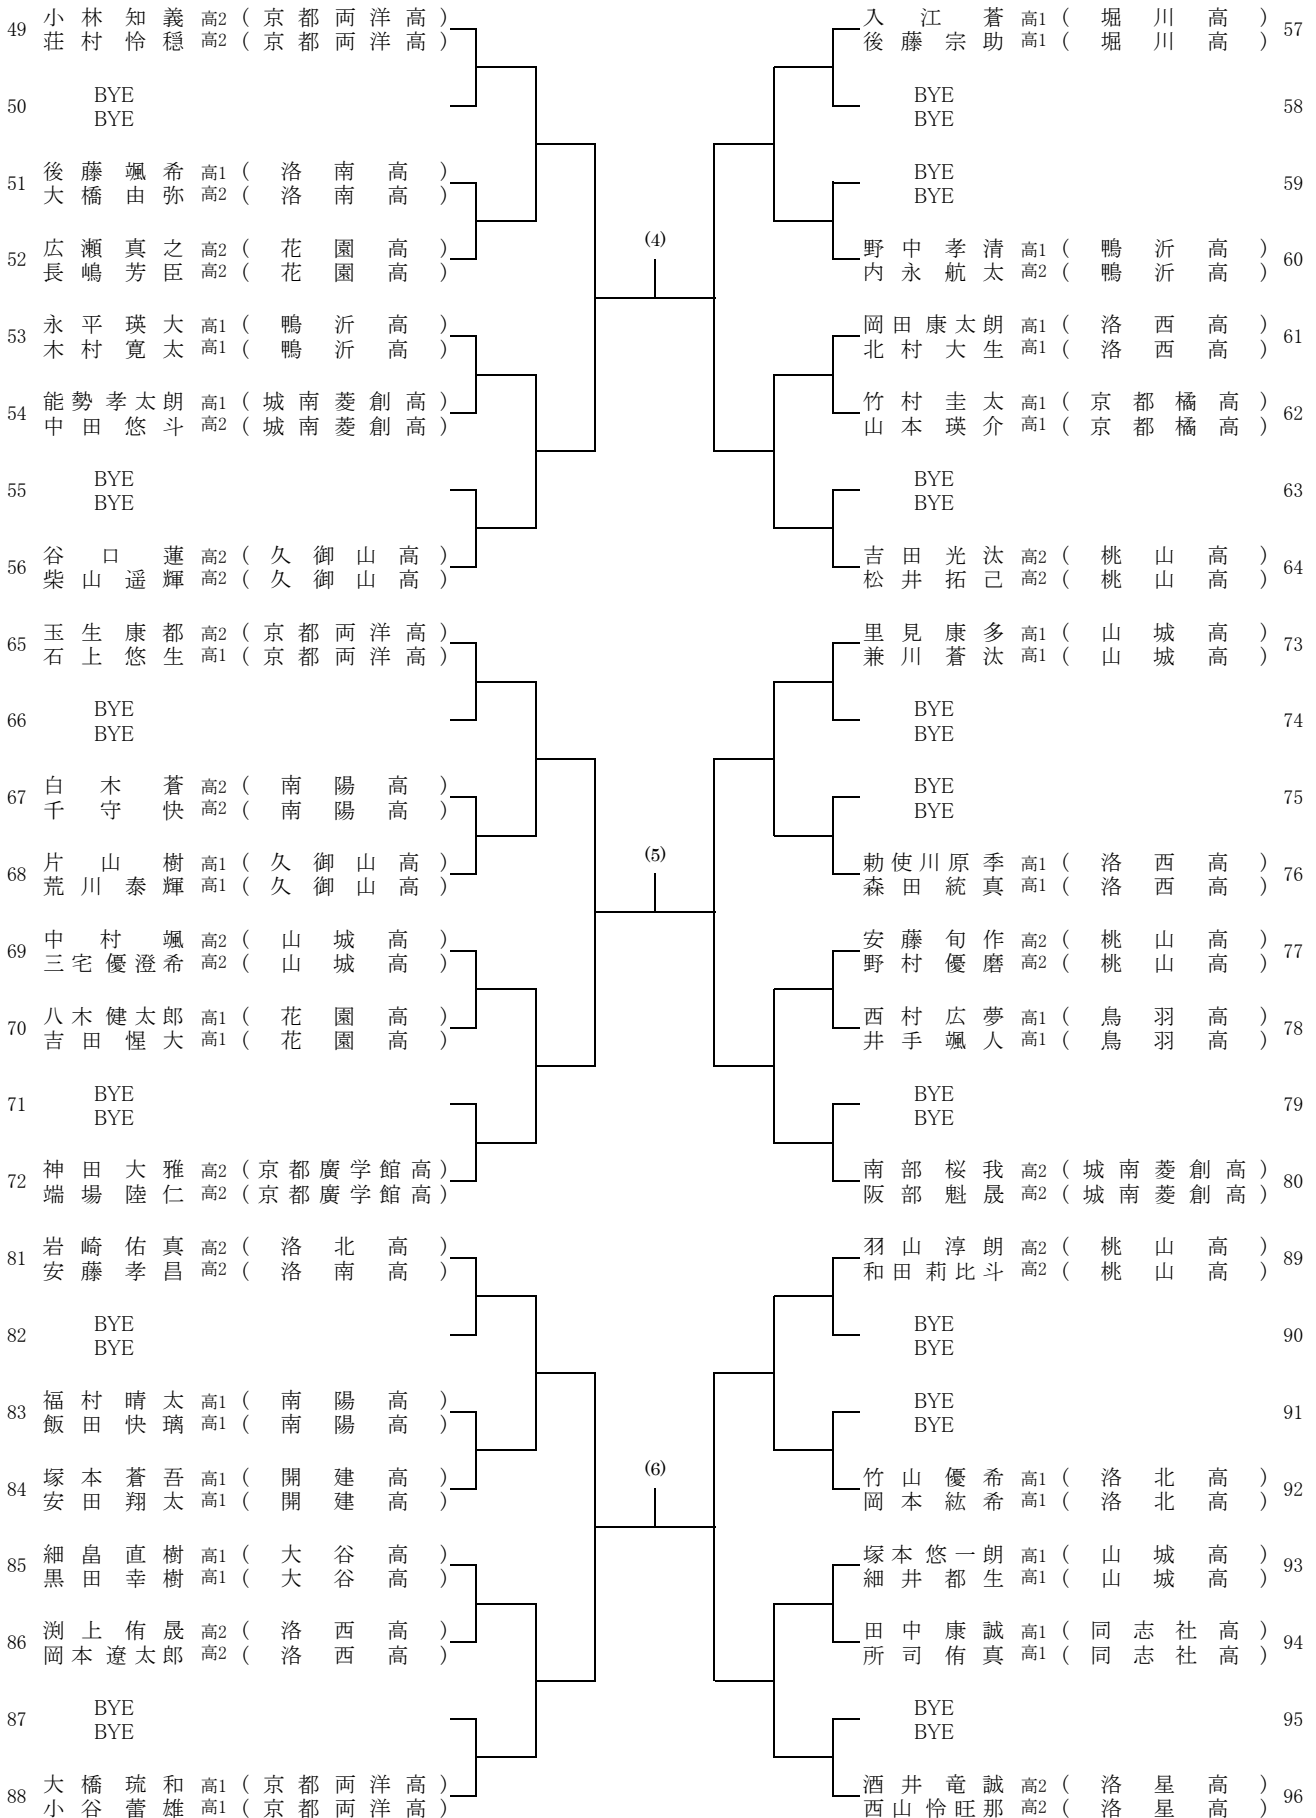 49 小林知義 高2 (京都両洋高)
荘村怜穏 高2 (京都両洋高)
50 BYE
BYE
51 後藤颯希 高1 (洛南高)
大橋由弥 高2 (洛南高)
52 広瀬真之 高2 (花園高)
長嶋芳臣 高2 (花園高)
53 永平瑛大 高1 (鴨沂高)
木村寛太 高1 (鴨沂高)
54 能勢孝太朗 高1 (城南菱創高)
中田悠斗 高2 (城南菱創高)
55 BYE
BYE
56 谷口蓮 高2 (久御山高)
柴山遥輝 高2 (久御山高)
(4)
入江蒼 高1 (堀川高) 57
後藤宗助 高1 (堀川高)
BYE 58
BYE
BYE 59
BYE
野中孝清 高1 (鴨沂高) 60
内永航太 高2 (鴨沂高)
岡田康太朗 高1 (洛西高) 61
北村大生 高1 (洛西高)
竹村圭太 高1 (京都橘高) 62
山本瑛介 高1 (京都橘高)
BYE 63
BYE
吉田光汰 高2 (桃山高) 64
松井拓己 高2 (桃山高)
65 玉生康都 高2 (京都両洋高)
石上悠生 高1 (京都両洋高)
66 BYE
BYE
67 白木蒼 高2 (南陽高)
千守快 高2 (南陽高)
68 片山樹 高1 (久御山高)
荒川泰輝 高1 (久御山高)
69 中村颯 高2 (山城高)
三宅優澄希 高2 (山城高)
70 八木健太郎 高1 (花園高)
吉田惺大 高1 (花園高)
71 BYE
BYE
72 神田大雅 高2 (京都廣学館高)
端場陸仁 高2 (京都廣学館高)
(5)
里見康多 高1 (山城高) 73
兼川蒼汰 高1 (山城高)
BYE 74
BYE
BYE 75
BYE
勅使川原季 高1 (洛西高) 76
森田統真 高1 (洛西高)
安藤旬作 高2 (桃山高) 77
野村優磨 高2 (桃山高)
西村広夢 高1 (鳥羽高) 78
井手颯人 高1 (鳥羽高)
BYE 79
BYE
南部桜我 高2 (城南菱創高) 80
阪部魁晟 高2 (城南菱創高)
81 岩崎佑真 高2 (洛北高)
安藤孝昌 高2 (洛南高)
82 BYE
BYE
83 福村晴太 高1 (南陽高)
飯田快璃 高1 (南陽高)
84 塚本蒼吾 高1 (開建高)
安田翔太 高1 (開建高)
85 細畠直樹 高1 (大谷高)
黒田幸樹 高1 (大谷高)
86 渕上侑晟 高2 (洛西高)
岡本遼太郎 高2 (洛西高)
87 BYE
BYE
88 大橋琉和 高1 (京都両洋高)
小谷蕾雄 高1 (京都両洋高)
(6)
羽山淳朗 高2 (桃山高) 89
和田莉比斗 高2 (桃山高)
BYE 90
BYE
BYE 91
BYE
竹山優希 高1 (洛北高) 92
岡本紘希 高1 (洛北高)
塚本悠一朗 高1 (山城高) 93
細井都生 高1 (山城高)
田中康誠 高1 (同志社高) 94
所司侑真 高1 (同志社高)
BYE 95
BYE
酒井竜誠 高2 (洛星高) 96
西山怜旺那 高2 (洛星高)